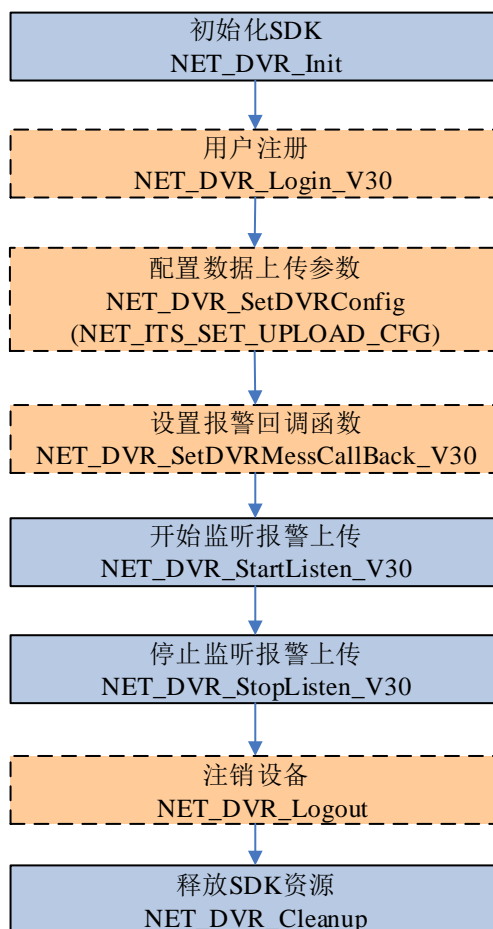 初始化SDK
NET_DVR_Init
用户注册
NET_DVR_Login_V30
配置数据上传参数
NET_DVR_SetDVRConfig
(NET_ITS_SET_UPLOAD_CFG)
设置报警回调函数
NET_DVR_SetDVRMessCallBack_V30
开始监听报警上传
NET_DVR_StartListen_V30
停止监听报警上传
NET_DVR_StopListen_V30
注销设备
NET_DVR_Logout
释放SDK资源
NET_DVR_Cleanup